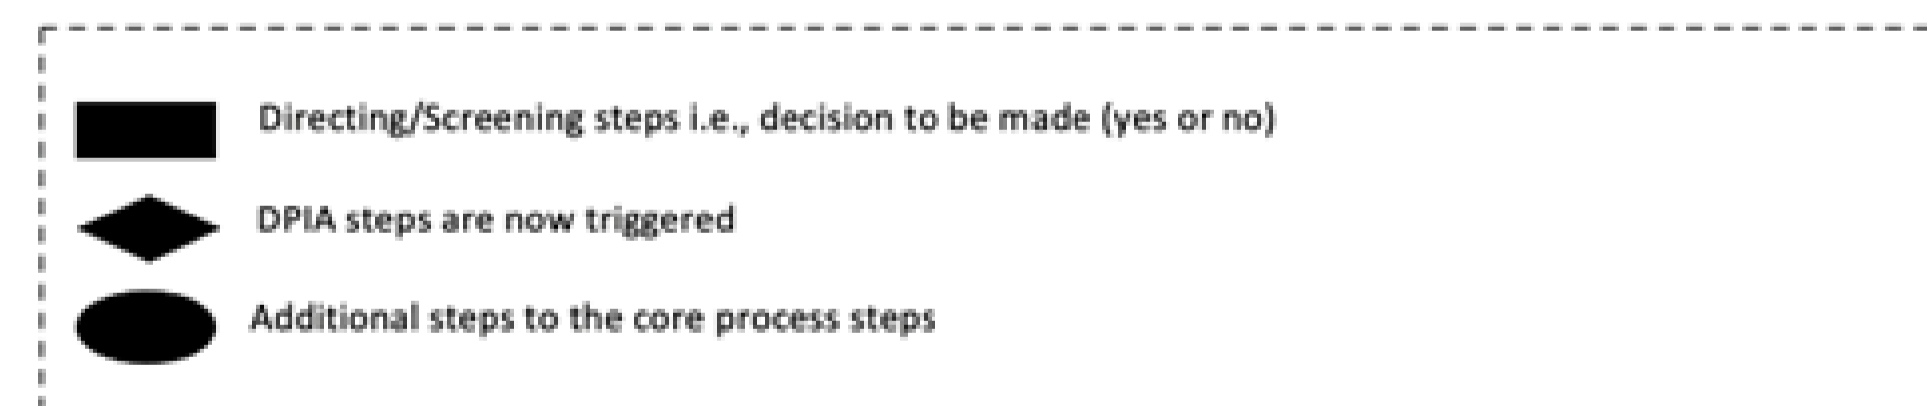 Directing/Screening steps i.e., decision to be made (yes or no)
DPIA steps are now triggered
Additional steps to the core process steps